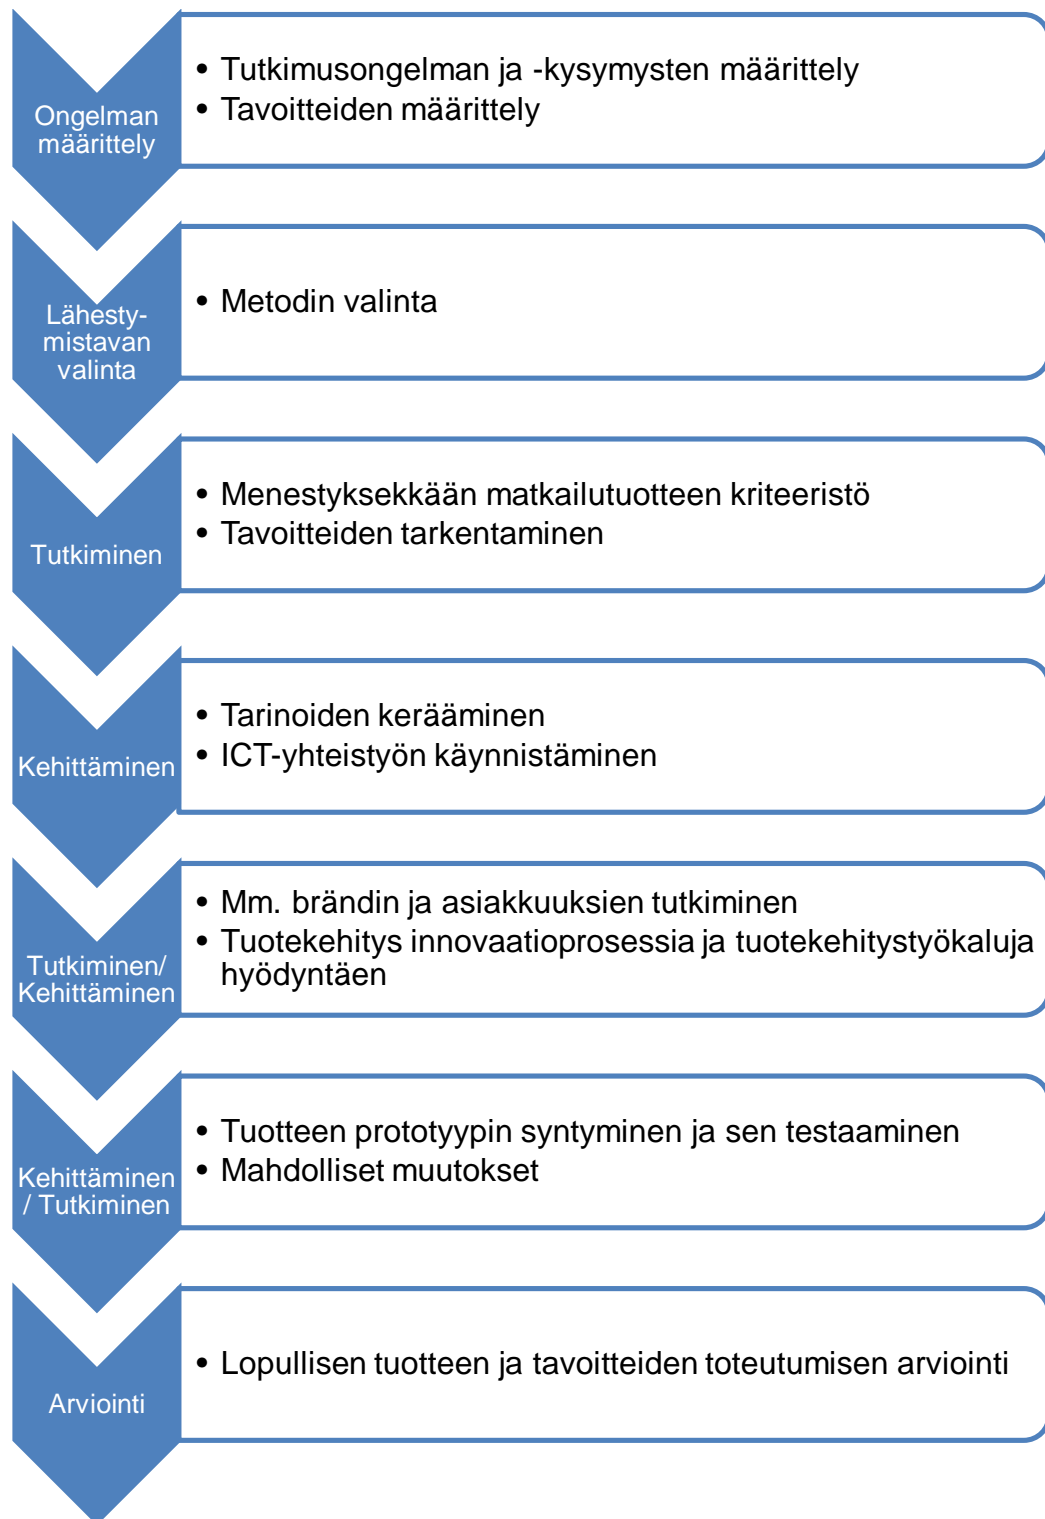 Ongelman
määrittely
• Tutkimusongelman ja -kysymysten määrittely
• Tavoitteiden määrittely
Lähesty-
mistavan
valinta
• Metodin valinta
Tutkiminen
• Menestyksekkään matkailutuotteen kriteeristö
• Tavoitteiden tarkentaminen
Kehittäminen
• Tarinoiden kerääminen
• ICT-yhteistyön käynnistäminen
Tutkiminen/
Kehittäminen
• Mm. brändin ja asiakkuuksien tutkiminen
• Tuotekehitys innovaatioprosessia ja tuotekehitystyökaluja
hyödyntäen
Kehittäminen
/ Tutkiminen
• Tuotteen prototyypin syntyminen ja sen testaaminen
• Mahdolliset muutokset
Arviointi
• Lopullisen tuotteen ja tavoitteiden toteutumisen arviointi